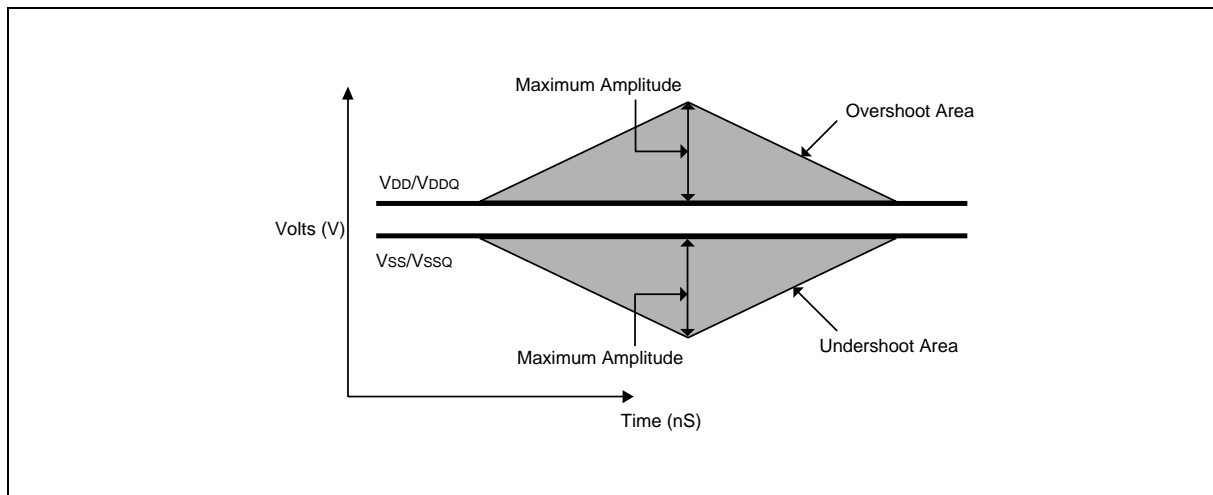 Maximum Amplitude
Overshoot Area
VDD/VDDQ
Volts (V)
VSS/VSSQ
Undershoot Area
Maximum Amplitude
Time (nS)